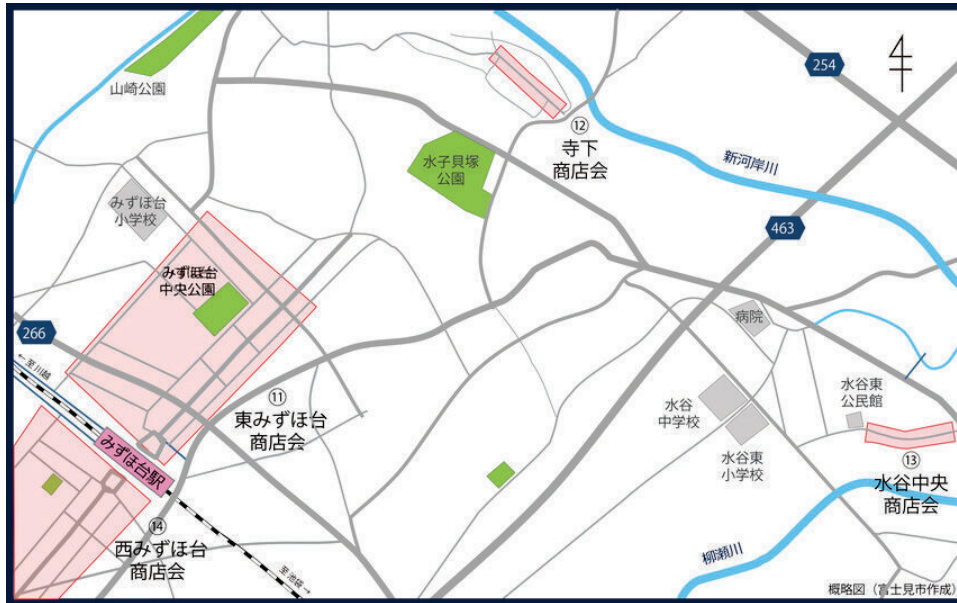 254
山崎公園
⑫
寺下
商店会
水子貝塚
公園
新河岸川
みずほ台
小学校
463
みずほ台
中央公園
病院
266
← 至川越
⑪
東みずほ台
商店会
水谷東
公民館
水谷
中学校
みずほ台駅
水谷東
小学校
⑬
水谷中央
商店会
⑭
西みずほ台
商店会
柳瀬川
至池袋 →
概略図（富士見市作成）